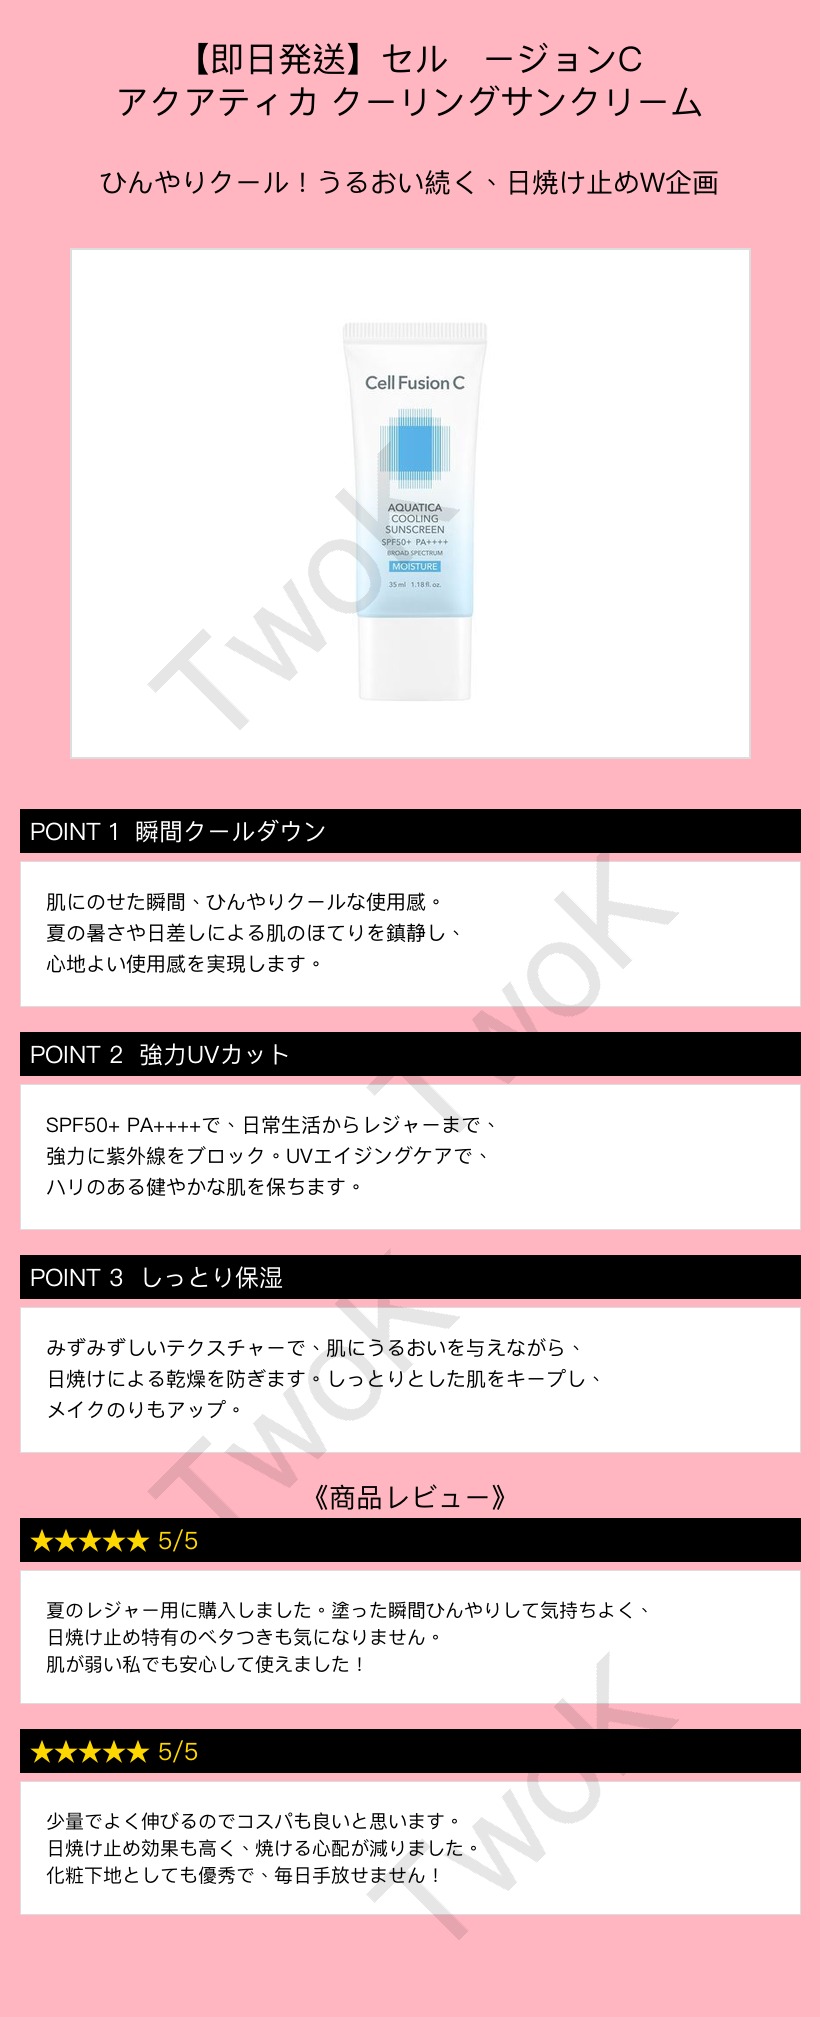 【即日発送】セル　ージョンC
アクアティカ クーリングサンクリーム
ひんやりクール！うるおい続く、日焼け止めW企画
Cell Fusion C
AQUATICA
COOLING
SUNSCREEN
SPF50+ PA++++
BROAD SPECTRUM
MOISTURE
35 ml 1.18 fl. oz.
TwoK
POINT 1 瞬間クールダウン
肌にのせた瞬間、ひんやりクールな使用感。
夏の暑さや日差しによる肌のほてりを鎮静し、
心地よい使用感を実現します。
TwoK
POINT 2 強力UVカット
SPF50+ PA++++で、日常生活からレジャーまで、
強力に紫外線をブロック。UVエイジングケアで、
ハリのある健やかな肌を保ちます。
POINT 3 しっとり保湿
みずみずしいテクスチャーで、肌にうるおいを与えながら、
日焼けによる乾燥を防ぎます。しっとりとした肌をキープし、
メイクのりもアップ。
TwoK
《商品レビュー》
★★★★★ 5/5
夏のレジャー用に購入しました。塗った瞬間ひんやりして気持ちよく、
日焼け止め特有のベタつきも気になりません。
肌が弱い私でも安心して使えました！
★★★★★ 5/5
少量でよく伸びるのでコスパも良いと思います。
日焼け止め効果も高く、焼ける心配が減りました。
化粧下地としても優秀で、毎日手放せません！
TwoK